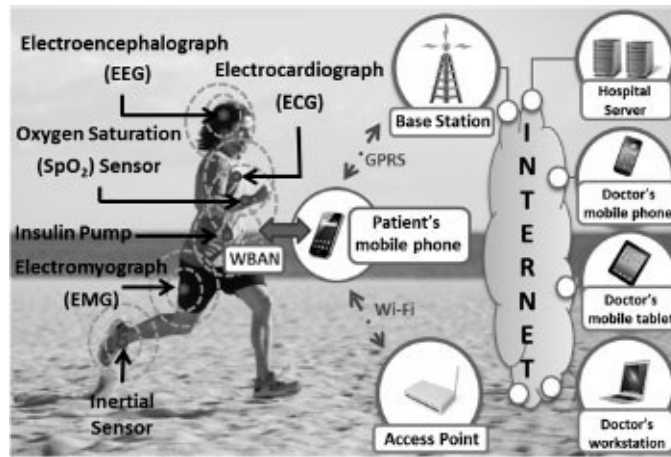 Electroencephalograph
(EEG)
Electrocardiograph
(ECG)
Oxygen Saturation
(SpO₂) Sensor
Insulin Pump
Electromyograph
(EMG)
Inertial
Sensor
WBAN
Patient's
mobile phone
GPRS
Wi-Fi
Base Station
Access Point
INTERNET
Hospital
Server
Doctor's
mobile phone
Doctor's
mobile tablet
Doctor's
workstation